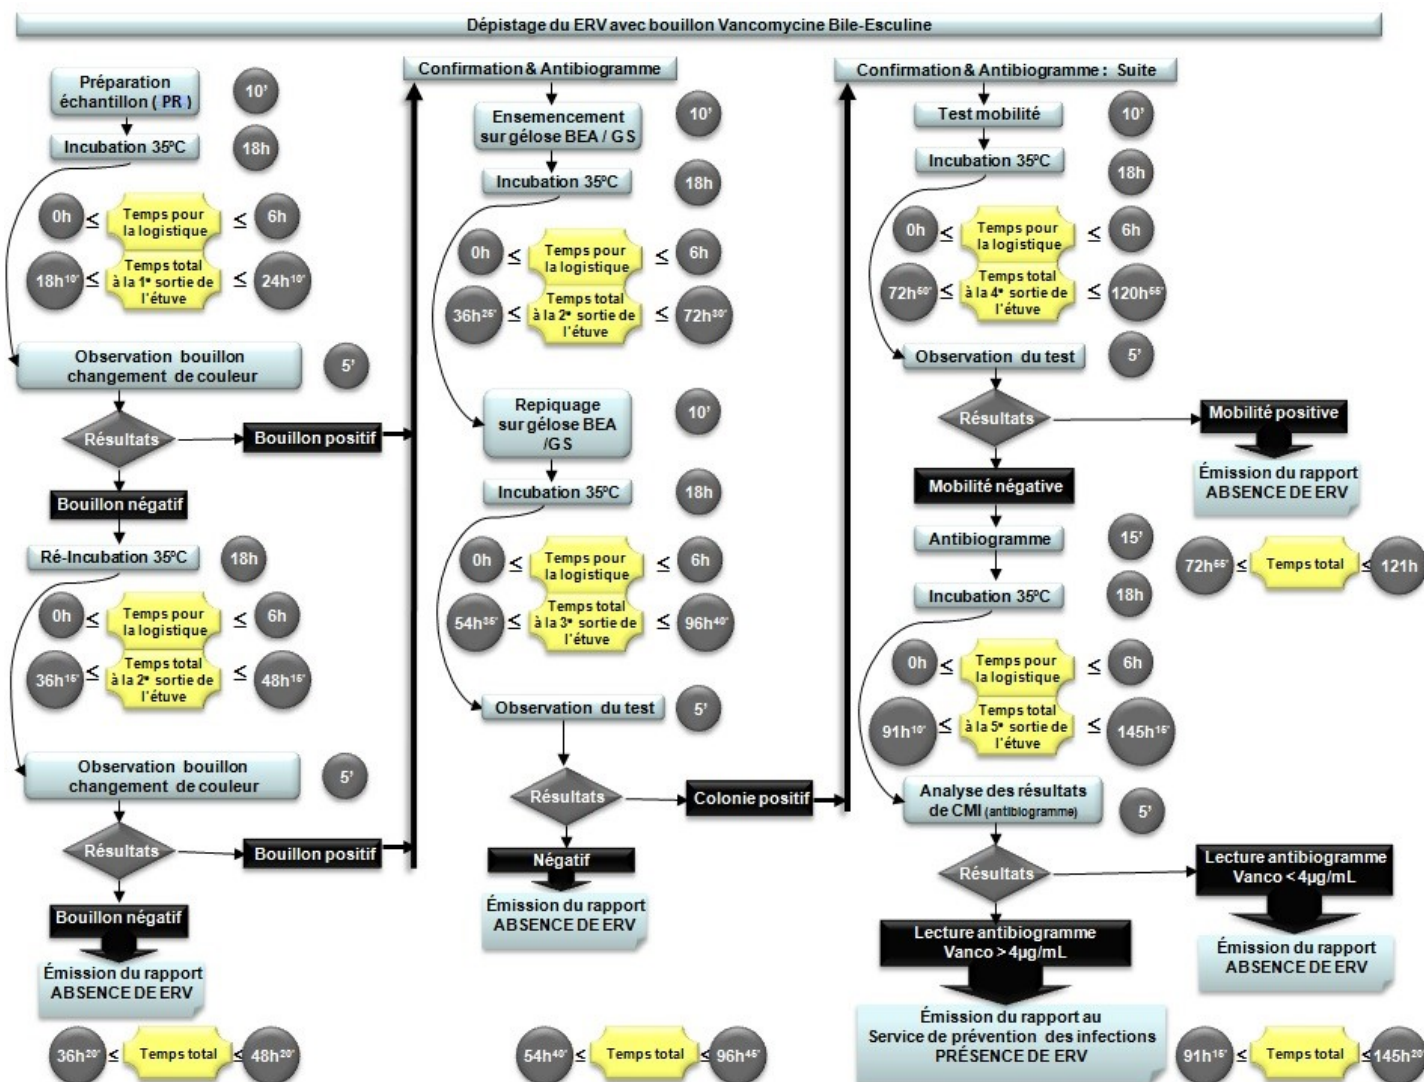 Dépistage du ERV avec bouillon Vancomycine Bile-Esculine
Préparation
échantillon ( PR )
10'
Incubation 35ºC
18h
0h ≤
Temps pour
la logistique
≤ 6h
18h10' ≤
Temps total
à la 1e sortie de
l'étuve
≤ 24h10'
Observation bouillon
changement de couleur
5'
Résultats
Bouillon positif
Bouillon négatif
Ré-Incubation 35ºC
18h
0h ≤
Temps pour
la logistique
≤ 6h
36h15' ≤
Temps total
à la 2e sortie de
l'étuve
≤ 48h15'
Observation bouillon
changement de couleur
5'
Résultats
Bouillon positif
Bouillon négatif
Émission du rapport
ABSENCE DE ERV
36h20' ≤ Temps total ≤ 48h20'
Confirmation & Antibiogramme
Ensemencement
sur gélose BEA / GS
10'
Incubation 35ºC
18h
0h ≤
Temps pour
la logistique
≤ 6h
36h25' ≤
Temps total
à la 2e sortie de
l'étuve
≤ 72h30'
Repiquage
sur gélose BEA
/GS
10'
Incubation 35ºC
18h
0h ≤
Temps pour
la logistique
≤ 6h
54h35' ≤
Temps total
à la 3e sortie de
l'étuve
≤ 96h40'
Observation du test
5'
Résultats
Colonie positif
Négatif
Émission du rapport
ABSENCE DE ERV
54h40' ≤ Temps total ≤ 96h45'
Confirmation & Antibiogramme : Suite
Test mobilité
10'
Incubation 35ºC
18h
0h ≤
Temps pour
la logistique
≤ 6h
72h50' ≤
Temps total
à la 4e sortie de
l'étuve
≤ 120h55'
Observation du test
5'
Résultats
Mobilité positive
Émission du rapport
ABSENCE DE ERV
72h55' ≤ Temps total ≤ 121h
Mobilité négative
Antibiogramme
15'
Incubation 35ºC
18h
0h ≤
Temps pour
la logistique
≤ 6h
91h10' ≤
Temps total
à la 5e sortie de
l'étuve
≤ 145h15'
Analyse des résultats
de CMI (antibiogramme)
5'
Résultats
Lecture antibiogramme
Vanco < 4µg/mL
Émission du rapport
ABSENCE DE ERV
Lecture antibiogramme
Vanco > 4µg/mL
Émission du rapport au
Service de prévention des infections
PRÉSENCE DE ERV
91h15' ≤ Temps total ≤ 145h20'